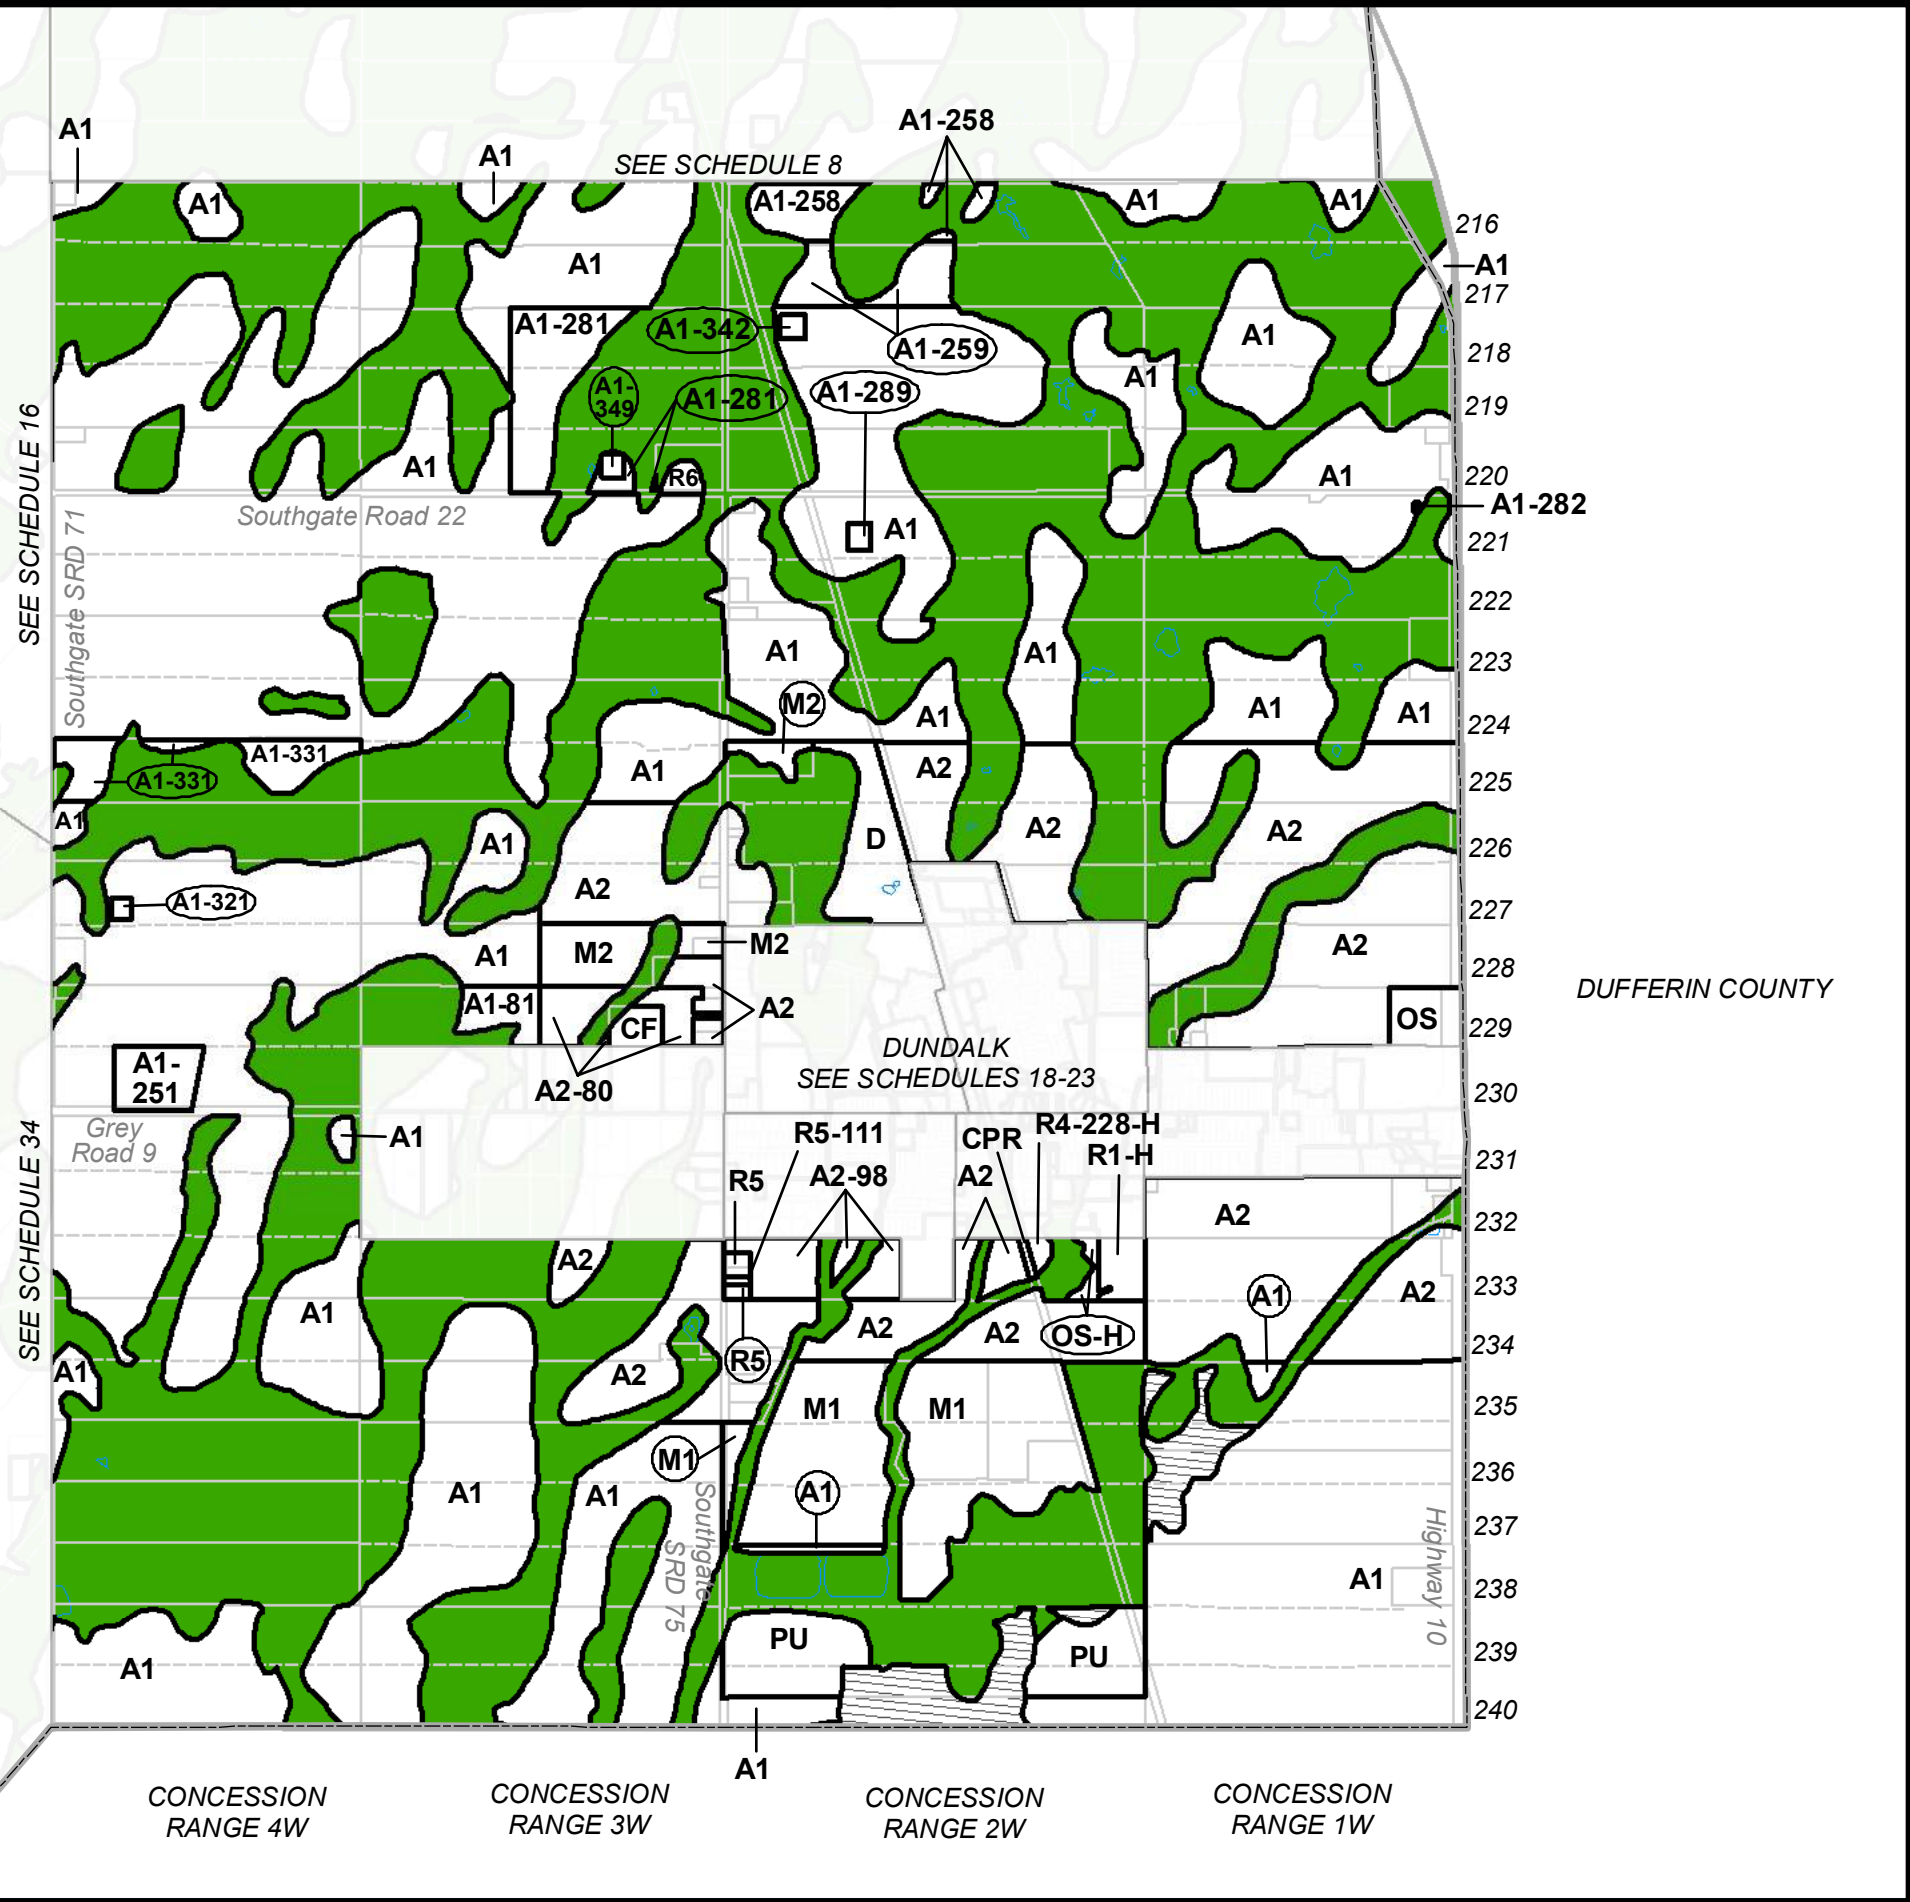 A1-258
A1
A1
SEE SCHEDULE 8
A1
A1-258
A1
A1
216
A1
A1
217
A1-281
A1-342
A1-259
A1
218
A1-
349
A1-281
A1-289
A1
219
SEE SCHEDULE 16
A1
R6
A1
220
A1-282
Southgate Road 22
Southgate SRD 71
A1
221
222
A1
A1
223
M2
A1
A1
A1
224
A1-331
A1-331
A1
A2
225
A1
A1
D
A2
A2
226
A1-321
A2
227
A1
M2
M2
A2
228
A1-81
CF
A2
OS
229
DUFFERIN COUNTY
A1-
251
A2-80
DUNDALK
SEE SCHEDULES 18-23
230
SEE SCHEDULE 34
Grey
Road 9
A1
R5-111
CPR
R4-228-H
R1-H
231
R5
A2-98
A2
A2
232
A2
A1
A2
233
A1
A2
A2
OS-H
234
A1
A2
R5
M1
M1
235
M1
A1
A1
A1
236
Southgate
SRD 75
Highway 10
237
A1
238
A1
PU
PU
239
240
A1
CONCESSION
RANGE 4W
CONCESSION
RANGE 3W
CONCESSION
RANGE 2W
CONCESSION
RANGE 1W